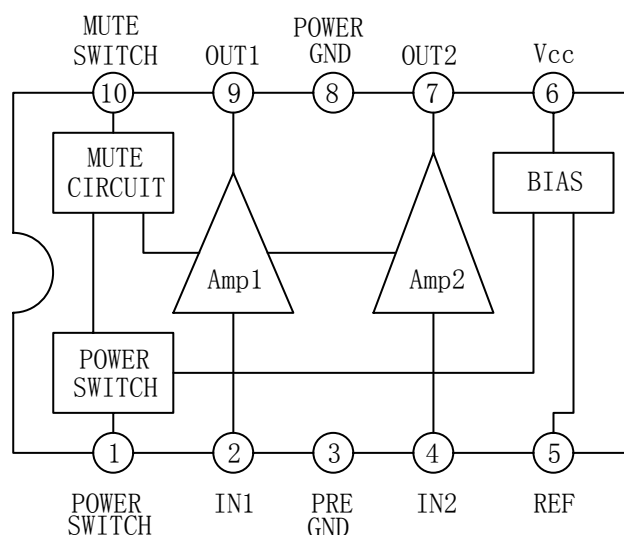 MUTE
SWITCH
OUT1
POWER
GND
OUT2
Vcc
10
9
8
7
6
MUTE
CIRCUIT
BIAS
Amp1
Amp2
POWER
SWITCH
1
2
3
4
5
POWER
SWITCH
IN1
PRE
GND
IN2
REF